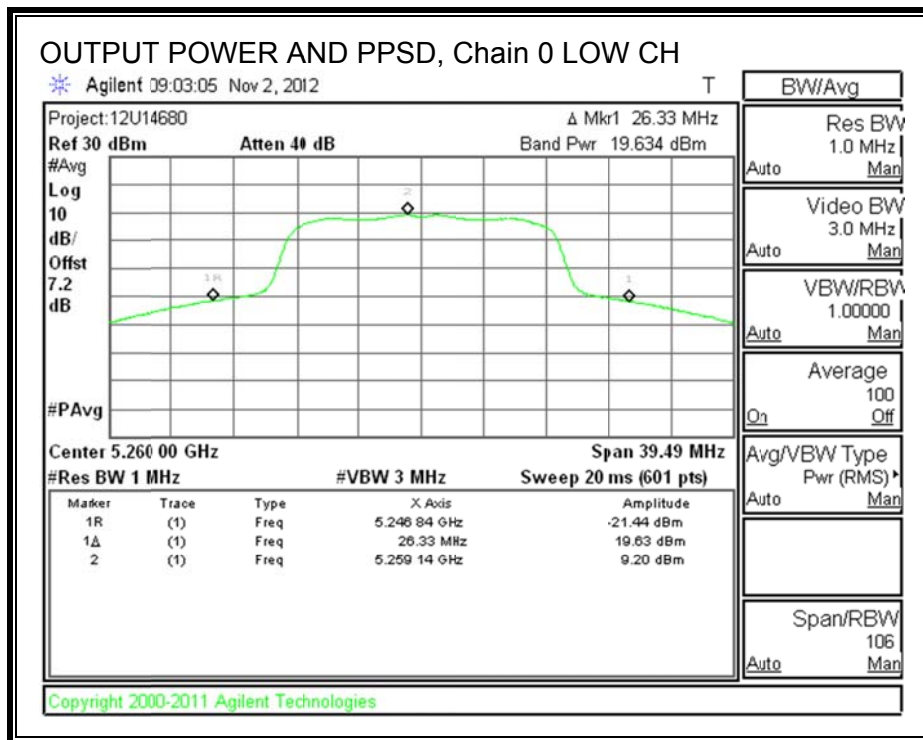 OUTPUT POWER AND PPSD, Chain 0 LOW CH
Agilent 09:03:05 Nov 2, 2012 T
Project:12U14680 Δ Mkr1 26.33 MHz
Ref 30 dBm Atten 40 dB Band Pwr 19.634 dBm
#Avg
Log
10
dB/
Offst
7.2
dB
#PAvg
1R
2
1
Center 5.260 00 GHz Span 39.49 MHz
#Res BW 1 MHz #VBW 3 MHz Sweep 20 ms (601 pts)
Marker Trace Type X Axis Amplitude
1R (1) Freq 5.246 84 GHz -21.44 dBm
1Δ (1) Freq 26.33 MHz 19.63 dBm
2 (1) Freq 5.259 14 GHz 9.20 dBm
BW/Avg
Res BW
1.0 MHz
Auto Man
Video BW
3.0 MHz
Auto Man
VBW/RBW
1.00000
Auto Man
Average
100
On Off
Avg/VBW Type
Pwr (RMS)
Auto Man
Span/RBW
106
Auto Man
Copyright 2000-2011 Agilent Technologies